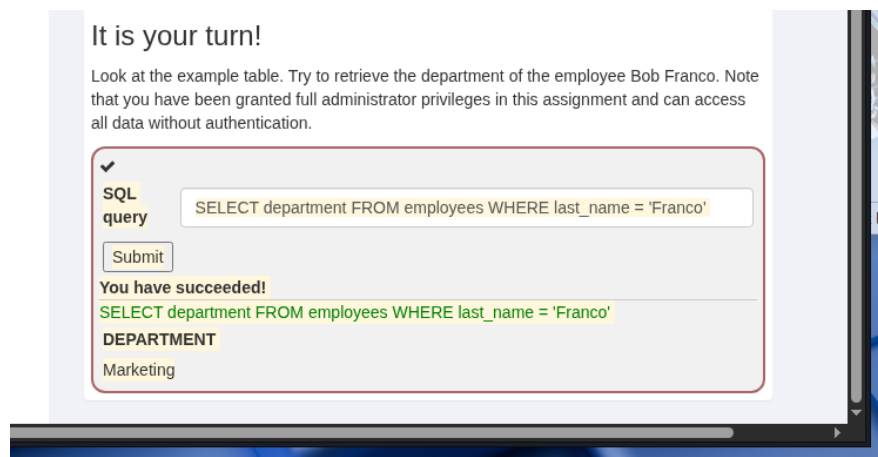 It is your turn!
Look at the example table. Try to retrieve the department of the employee Bob Franco. Note
that you have been granted full administrator privileges in this assignment and can access
all data without authentication.
SQL
query
SELECT department FROM employees WHERE last_name = 'Franco'
Submit
You have succeeded!
SELECT department FROM employees WHERE last_name = 'Franco'
DEPARTMENT
Marketing